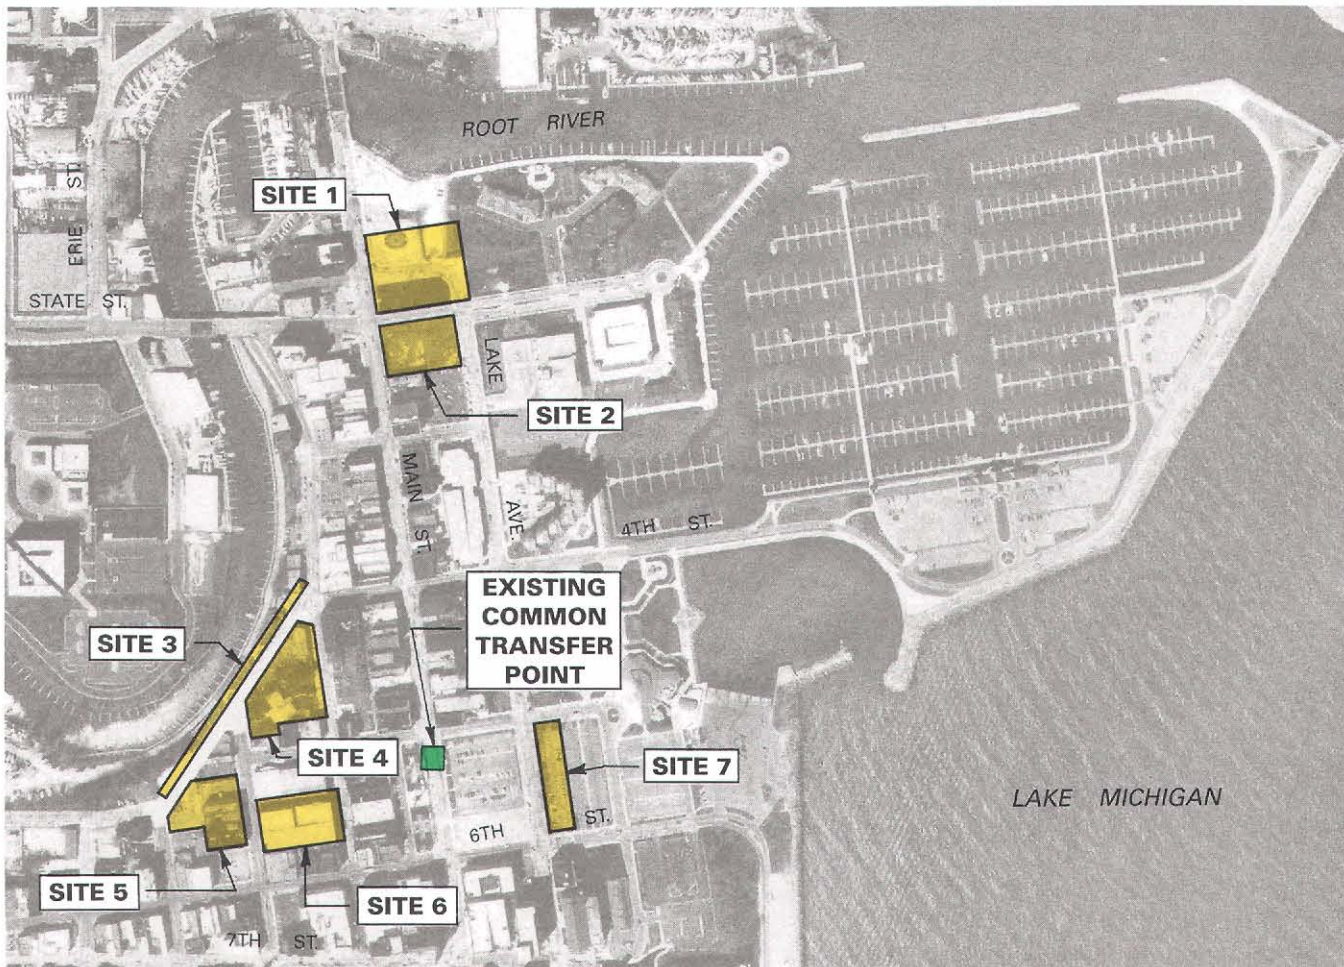 ROOT RIVER
SITE 1
ERIE ST.
STATE ST.
LAKE
AVE.
SITE 2
MAIN ST.
4TH ST.
EXISTING
COMMON
TRANSFER
POINT
SITE 3
SITE 4
SITE 7
LAKE MICHIGAN
6TH ST.
SITE 5
SITE 6
7TH ST.